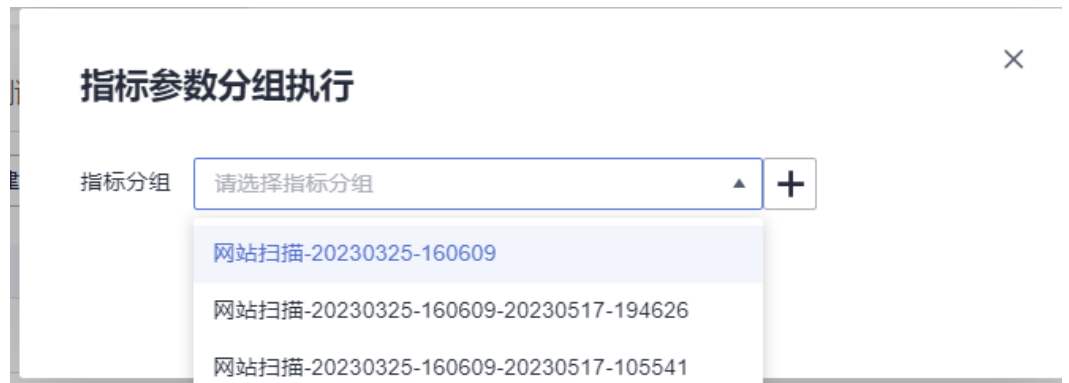 指标参数分组执行
指标分组 请选择指标分组
网站扫描-20230325-160609
网站扫描-20230325-160609-20230517-194626
网站扫描-20230325-160609-20230517-105541